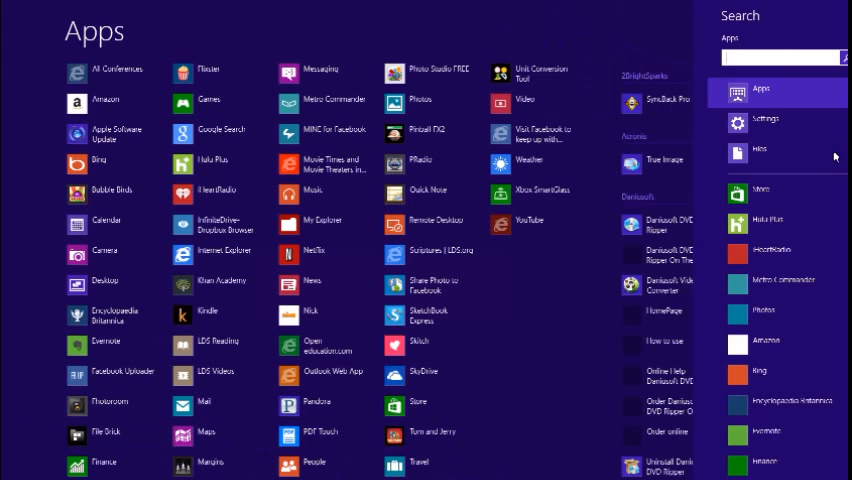 Apps
All Conferences
Amazon
Apple Software
Update
Bing
Bubble Birds
Calendar
Camera
Desktop
Encyclopaedia
Britannica
Evernote
Facebook Uploader
Photoroom
File Brick
Finance
Flixster
Games
Google Search
Hulu Plus
iHeartRadio
InfiniteDrive-
Dropbox Browser
Internet Explorer
Khan Academy
Kindle
LDS Reading
LDS Videos
Mail
Maps
Margins
Messaging
Metro Commander
MINE for Facebook
Movie Times and
Movie Theaters in...
Music
My Explorer
Netflix
News
Nick
Open
education.com
Outlook Web App
Pandora
PDF Touch
People
Photo Studio FREE
Photos
Pinball FX2
PRadio
Quick Note
Remote Desktop
Scriptures | LDS.org
Share Photo to
Facebook
SketchBook
Express
Skitch
SkyDrive
Store
Tom and Jerry
Travel
Unit Conversion
Tool
Video
Visit Facebook to
keep up with...
Weather
Xbox SmartGlass
YouTube
2BrightSparks
SyncBack Pro
Acronis
True Image
Daniusoft
Daniusoft DVD
Ripper
Daniusoft DVD
Ripper On The
Daniusoft Vide
Converter
HomePage
How to use
Online Help
Daniusoft DVD
Order Daniuso
DVD Ripper O
Order online
Uninstall Dani
DVD Ripper
Search
Apps
Apps
Settings
Files
Store
Hulu Plus
iHeartRadio
Metro Commander
Photos
Amazon
Bing
Encyclopaedia Britannica
Evernote
Finance